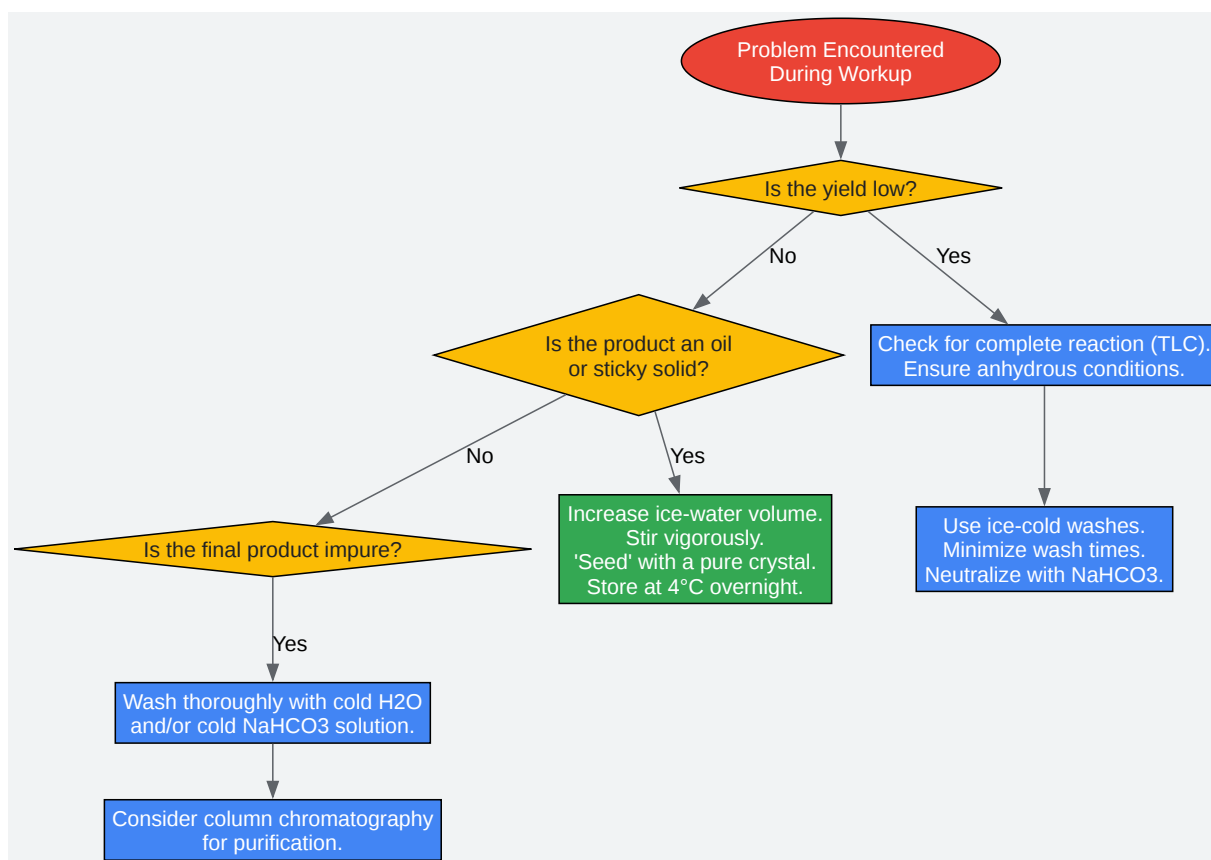 Problem Encountered
During Workup
Is the yield low?
No
Yes
Is the product an oil
or sticky solid?
Check for complete reaction (TLC).
Ensure anhydrous conditions.
No
Yes
Is the final product impure?
Increase ice-water volume.
Stir vigorously.
'Seed' with a pure crystal.
Store at 4°C overnight.
Use ice-cold washes.
Minimize wash times.
Neutralize with NaHCO3.
Yes
Wash thoroughly with cold H2O
and/or cold NaHCO3 solution.
Consider column chromatography
for purification.